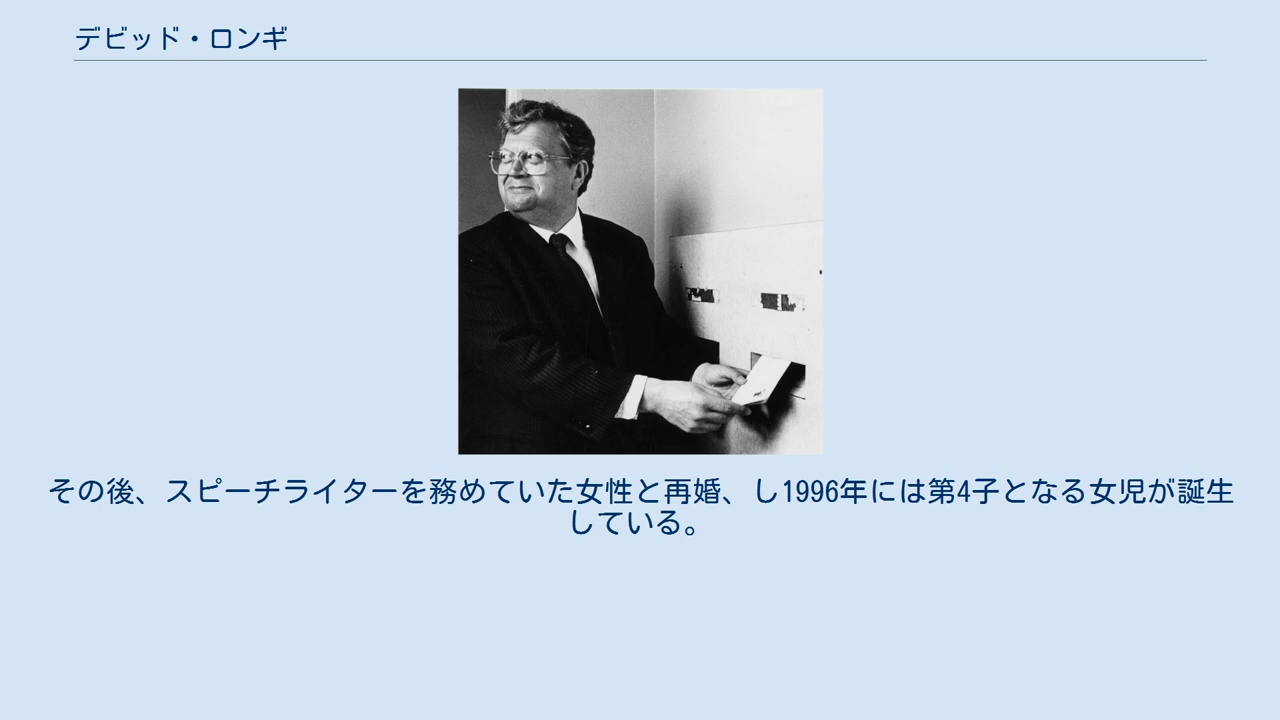 デビッド・ロンギ
その後、スピーチライターを務めていた女性と再婚、し1996年には第4子となる女児が誕生
している。